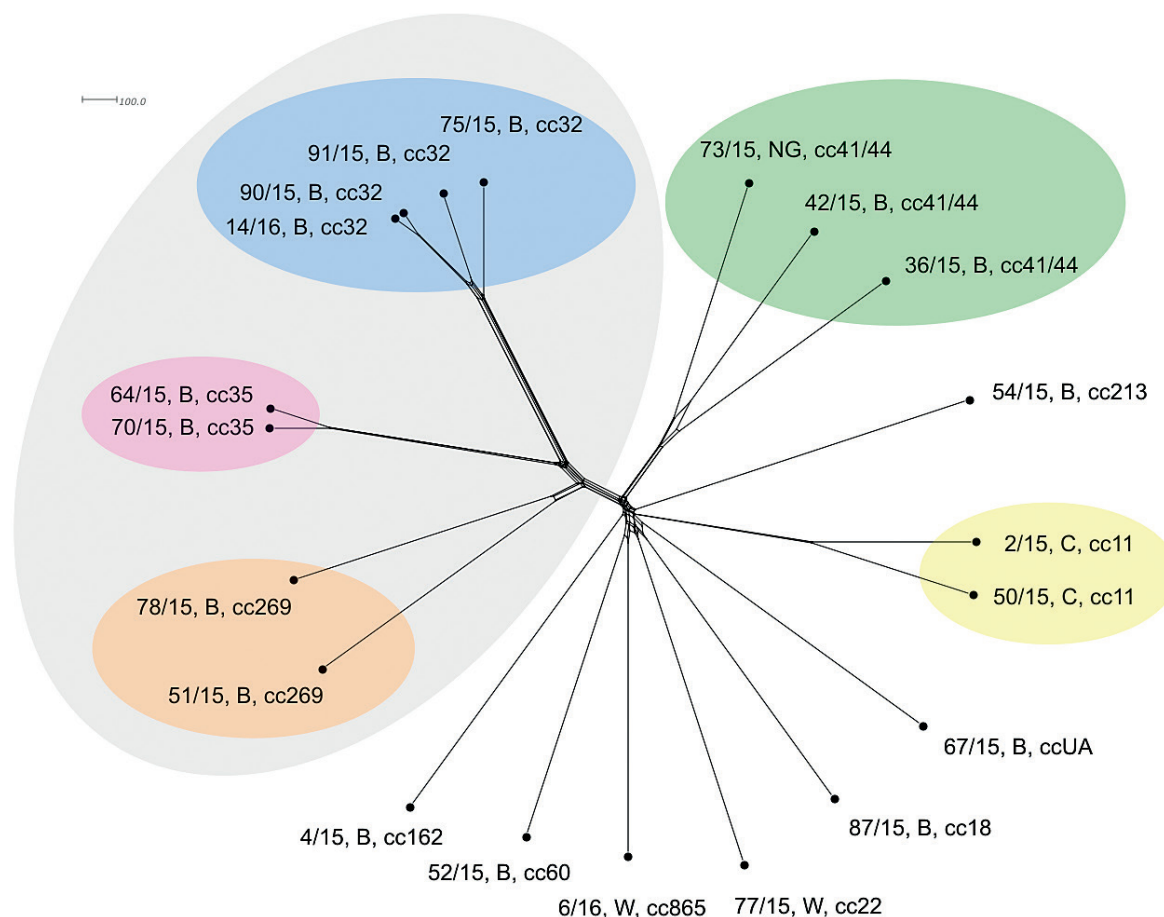 100.0
75/15, B, cc32
91/15, B, cc32
90/15, B, cc32
14/16, B, cc32
73/15, NG, cc41/44
42/15, B, cc41/44
36/15, B, cc41/44
64/15, B, cc35
70/15, B, cc35
54/15, B, cc213
2/15, C, cc11
50/15, C, cc11
78/15, B, cc269
51/15, B, cc269
67/15, B, ccUA
4/15, B, cc162
87/15, B, cc18
52/15, B, cc60
6/16, W, cc865
77/15, W, cc22